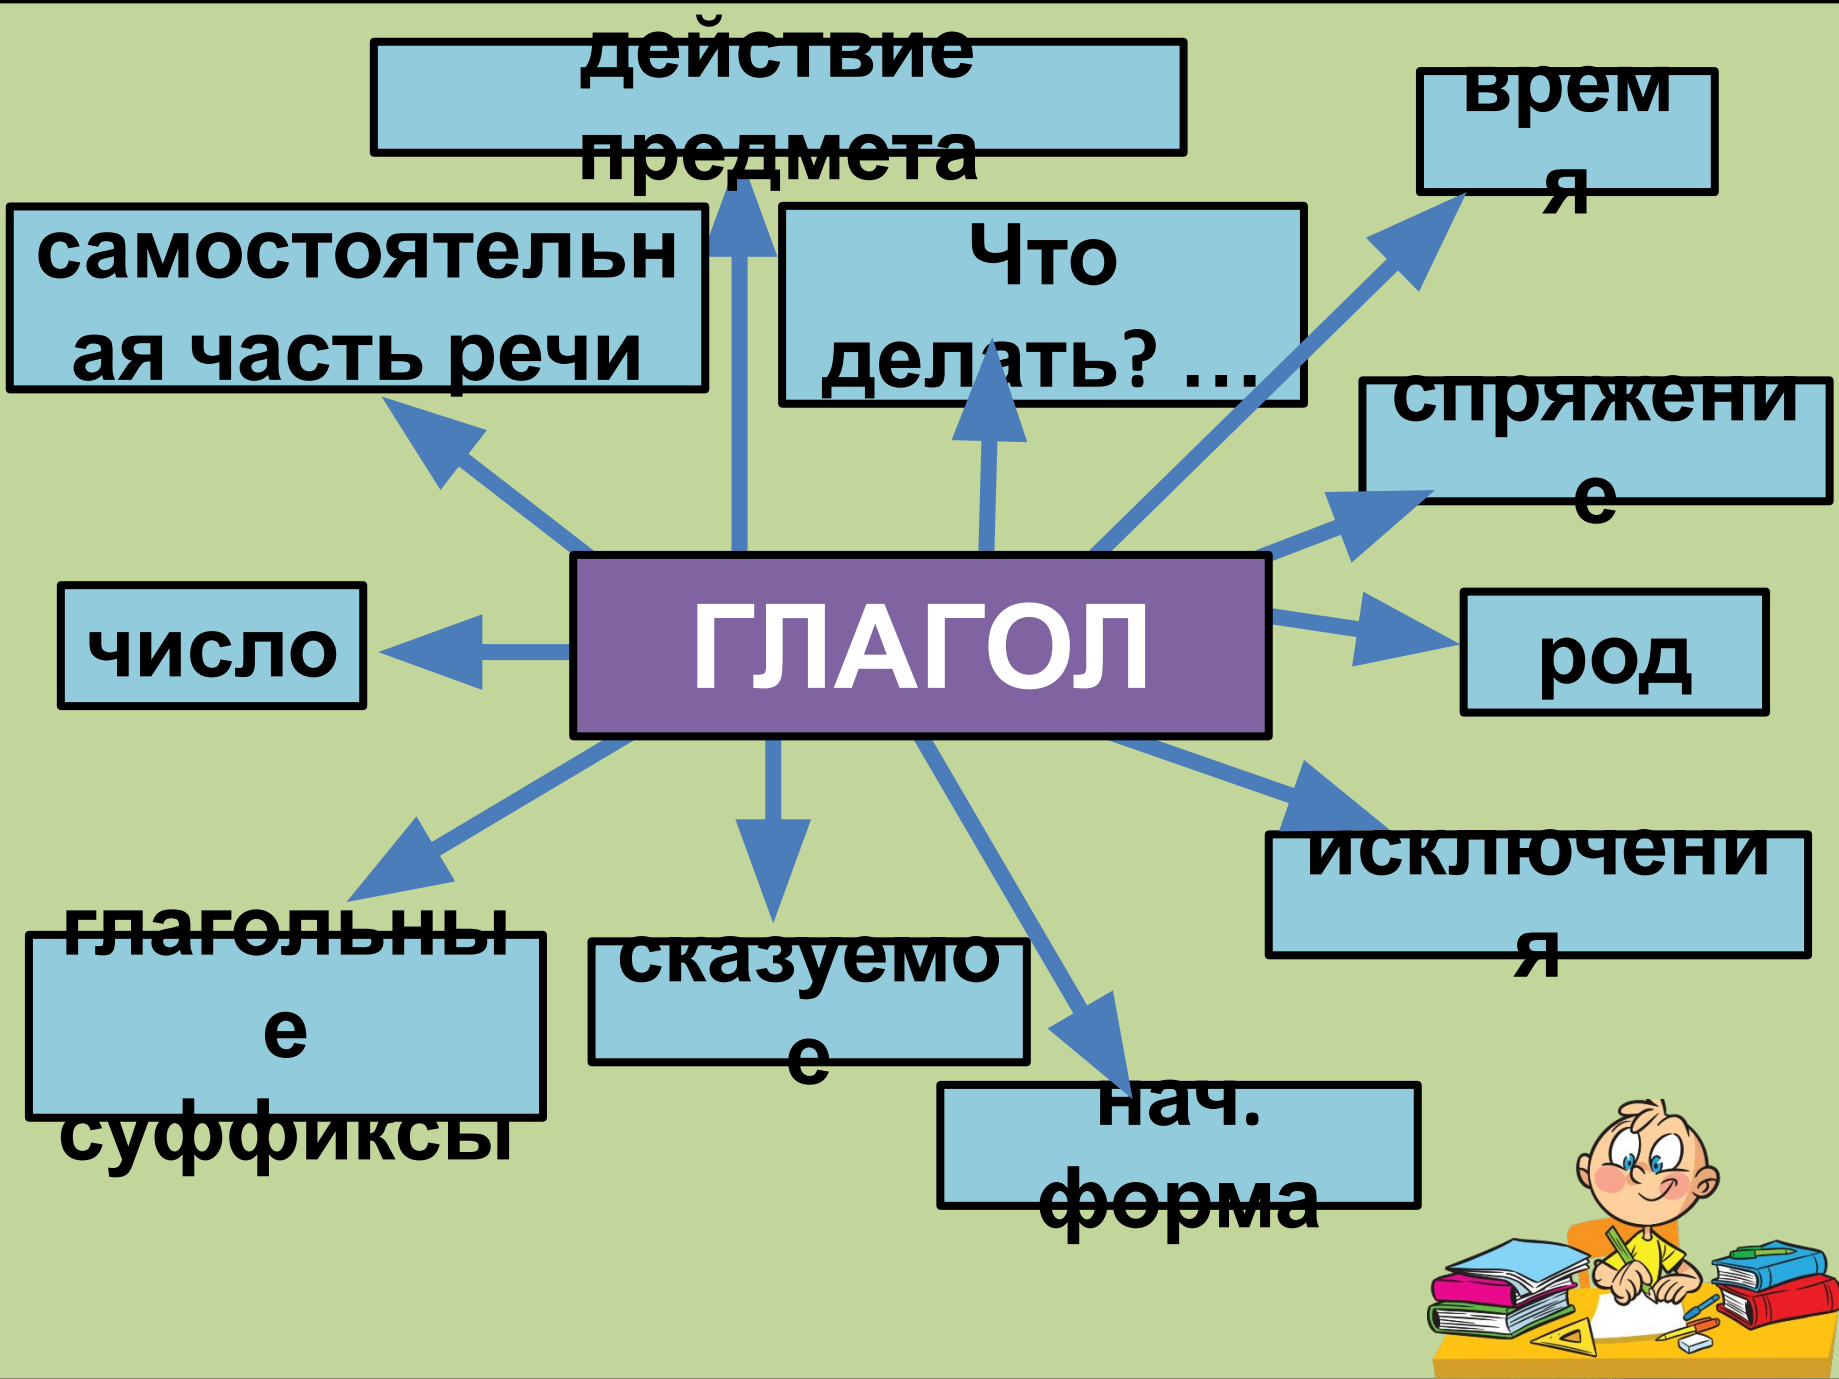 действие
предмета
врем
я
самостоятельн
ая часть речи
Что
делать? ...
спряжени
е
число
ГЛАГОЛ
род
исключени
я
глагольны
е
суффиксы
сказуемо
е
нач.
форма